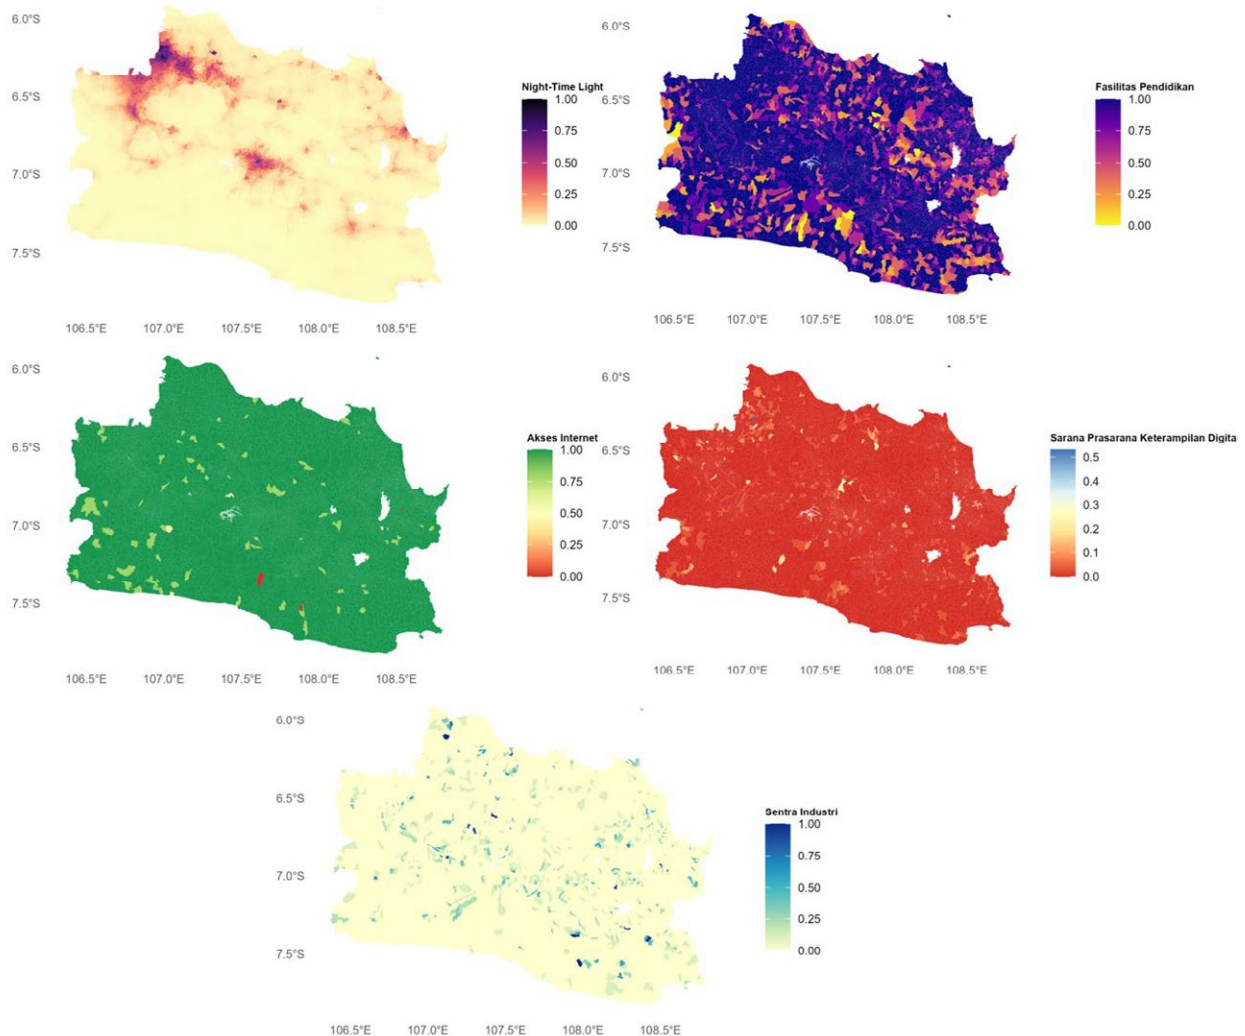 Night-Time Light
1.00
0.75
0.50
0.25
0.00
6.0°S
6.5°S
7.0°S
7.5°S
106.5°E 107.0°E 107.5°E 108.0°E 108.5°E
Fasilitas Pendidikan
1.00
0.75
0.50
0.25
0.00
6.0°S
6.5°S
7.0°S
7.5°S
106.5°E 107.0°E 107.5°E 108.0°E 108.5°E
Akses Internet
1.00
0.75
0.50
0.25
0.00
6.0°S
6.5°S
7.0°S
7.5°S
106.5°E 107.0°E 107.5°E 108.0°E 108.5°E
Sarana Prasarana Keterampilan Digita
0.5
0.4
0.3
0.2
0.1
0.0
6.0°S
6.5°S
7.0°S
7.5°S
106.5°E 107.0°E 107.5°E 108.0°E 108.5°E
Sentra Industri
1.00
0.75
0.50
0.25
0.00
6.0°S
6.5°S
7.0°S
7.5°S
106.5°E 107.0°E 107.5°E 108.0°E 108.5°E